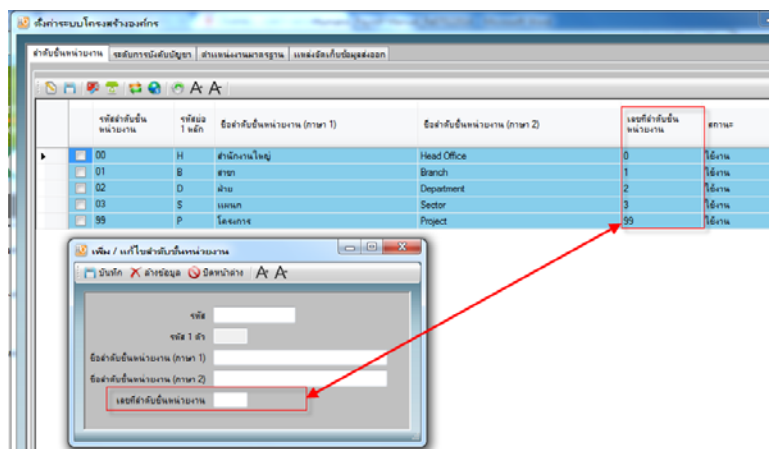 ตั้งค่าระบบโครงสร้างองค์กร
ลำดับชั้นหน่วยงาน ระดับการบังคับบัญชา ตำแหน่งงานมาตรฐาน แหล่งจัดเก็บข้อมูลส่งออก
A A
รหัสลำดับชั้นหน่วยงาน รหัสย่อ 1 หลัก ชื่อลำดับชั้นหน่วยงาน (ภาษา 1) ชื่อลำดับชั้นหน่วยงาน (ภาษา 2) เลขที่ลำดับชั้นหน่วยงาน สถานะ
00 H สำนักงานใหญ่ Head Office 0 ใช้งาน
01 B สาขา Branch 1 ใช้งาน
02 D ฝ่าย Department 2 ใช้งาน
03 S แผนก Sector 3 ใช้งาน
99 P โครงการ Project 99 ใช้งาน
เพิ่ม / แก้ไขลำดับชั้นหน่วยงาน
บันทึก ล้างข้อมูล ปิดหน้าต่าง A A
รหัส
รหัส 1 ตัว
ชื่อลำดับชั้นหน่วยงาน (ภาษา 1)
ชื่อลำดับชั้นหน่วยงาน (ภาษา 2)
เลขที่ลำดับชั้นหน่วยงาน